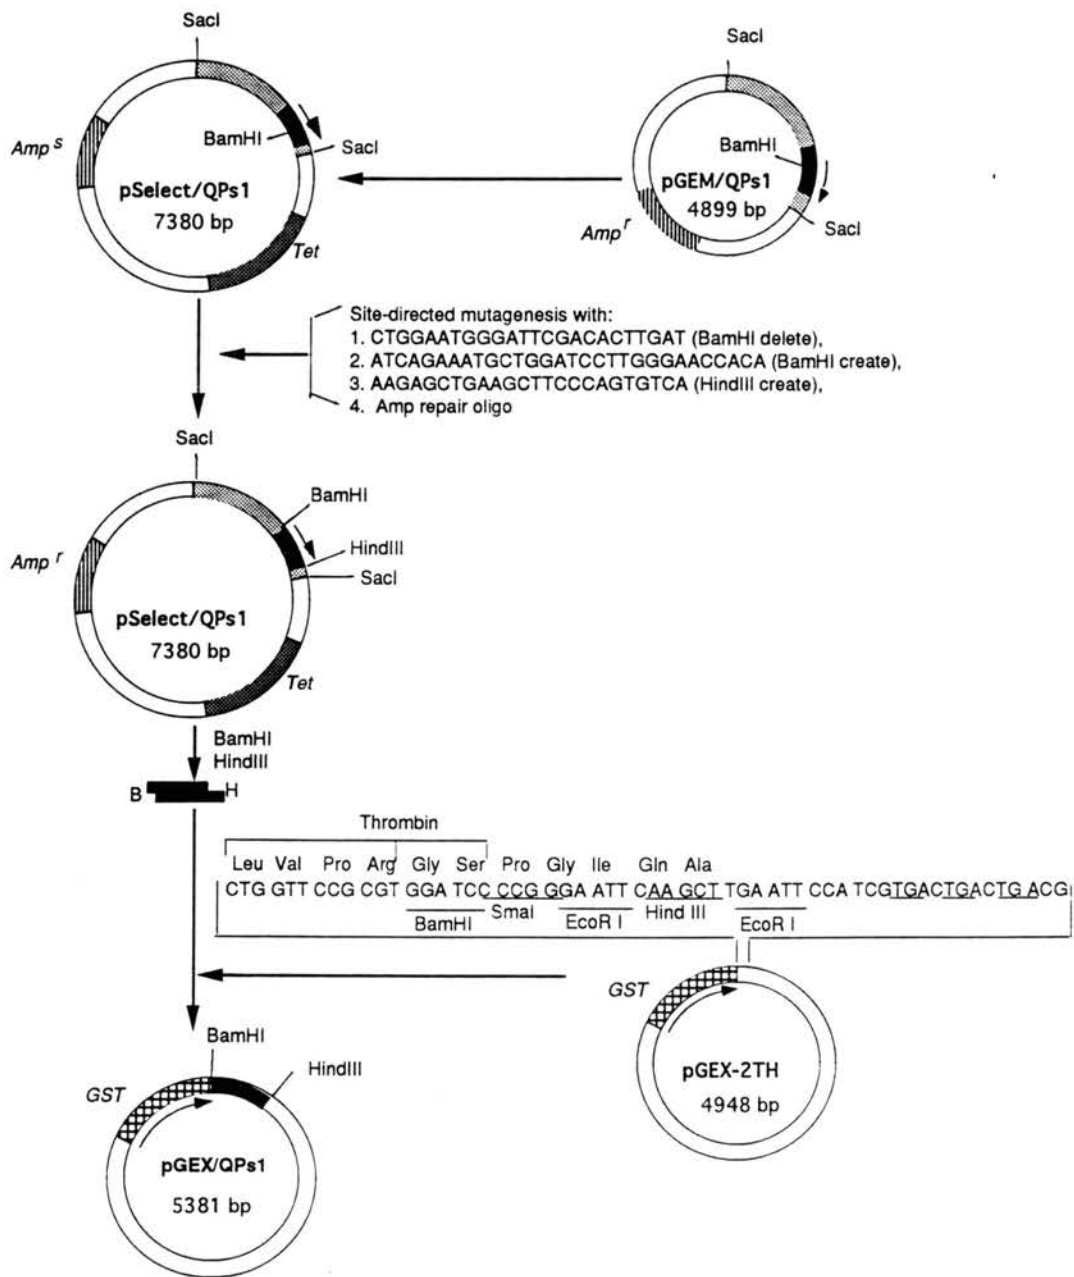 SacI
SacI
BamHI
SacI
Amp s
pSelect/QPs1
7380 bp
Tet
BamHI
pGEM/QPs1
4899 bp
Amp r
SacI
Site-directed mutagenesis with:
1. CTGGAATGGGATTCGACACTTGAT (BamHI delete),
2. ATCAGAAATGCTGGATCCTTGGGAACCACA (BamHI create),
3. AAGAGCTGAAGCTTCCCAGTGTCA (HindIII create),
4. Amp repair oligo
SacI
BamHI
HindIII
SacI
Amp r
pSelect/QPs1
7380 bp
Tet
BamHI
HindIII
B H
Thrombin
Leu Val Pro Arg Gly Ser Pro Gly Ile Gln Ala
CTG GTT CCG CGT GGA TCC CCG GGA ATT CAA GCT TGA ATT CCA TCG TGA CTG ACT GA CG
BamHI SmaI EcoR I Hind III EcoR I
GST
pGEX-2TH
4948 bp
BamHI
HindIII
GST
pGEX/QPs1
5381 bp